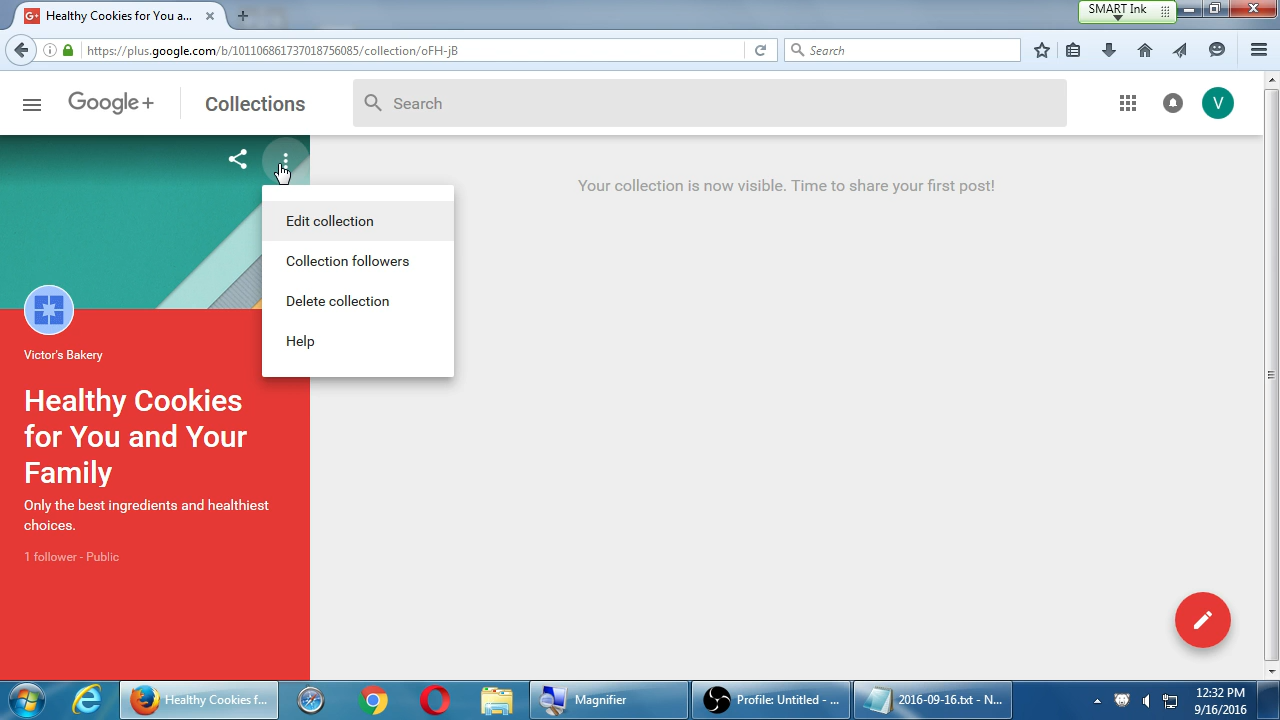 Healthy Cookies for You a...
SMART Ink
https://plus.google.com/b/101106861737018756085/collection/oFH-jB
Search
Google+
Collections
Search
V
Your collection is now visible. Time to share your first post!
Edit collection
Collection followers
Delete collection
Help
Victor's Bakery
Healthy Cookies
for You and Your
Family
Only the best ingredients and healthiest
choices.
1 follower - Public
Healthy Cookies f...
Magnifier
Profile: Untitled - ...
2016-09-16.txt - N...
12:32 PM
9/16/2016